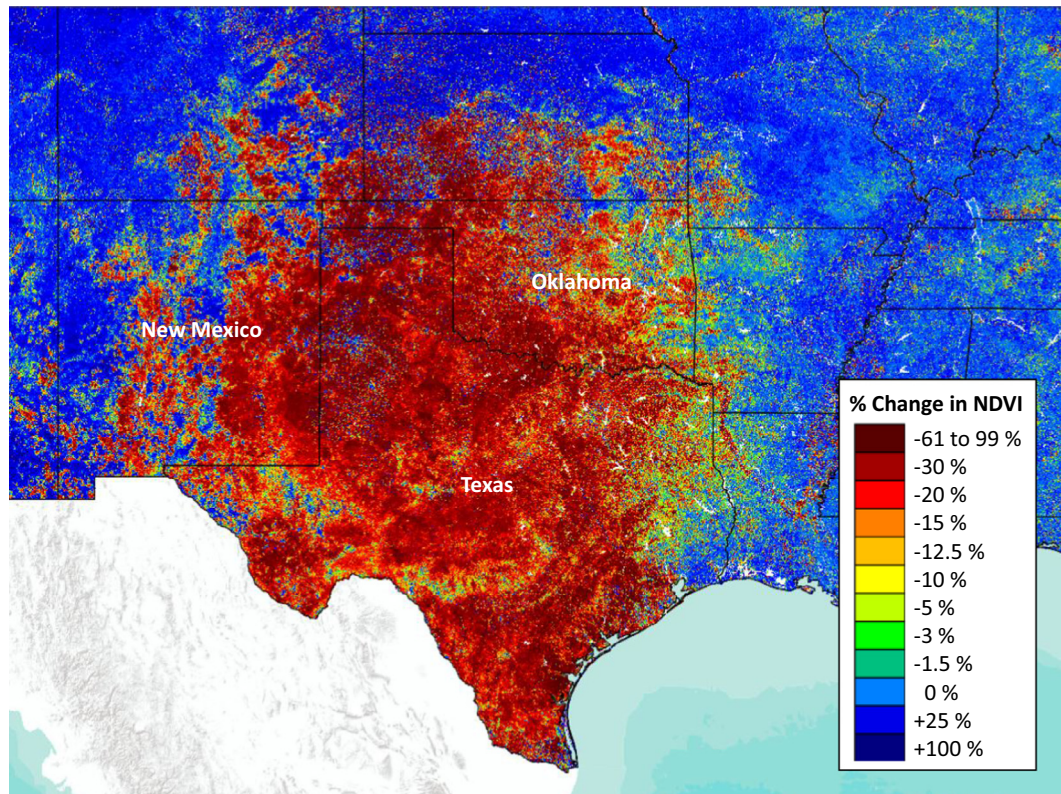 Oklahoma
New Mexico
Texas
% Change in NDVI
-61 to 99 %
-30 %
-20 %
-15 %
-12.5 %
-10 %
-5 %
-3 %
-1.5 %
0 %
+25 %
+100 %